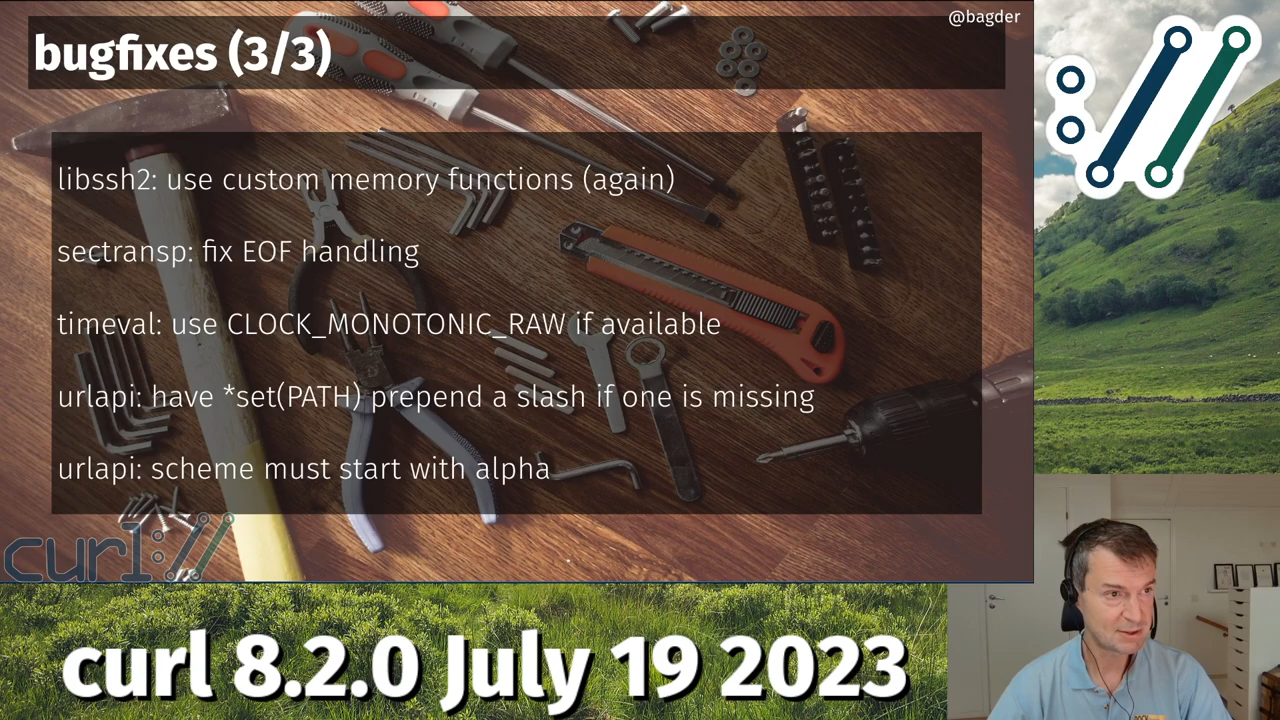 @bagder
bugfixes (3/3)
libssh2: use custom memory functions (again)
sectransp: fix EOF handling
timeval: use CLOCK_MONOTONIC_RAW if available
urlapi: have *set(PATH) prepend a slash if one is missing
urlapi: scheme must start with alpha
curl://
curl 8.2.0 July 19 2023